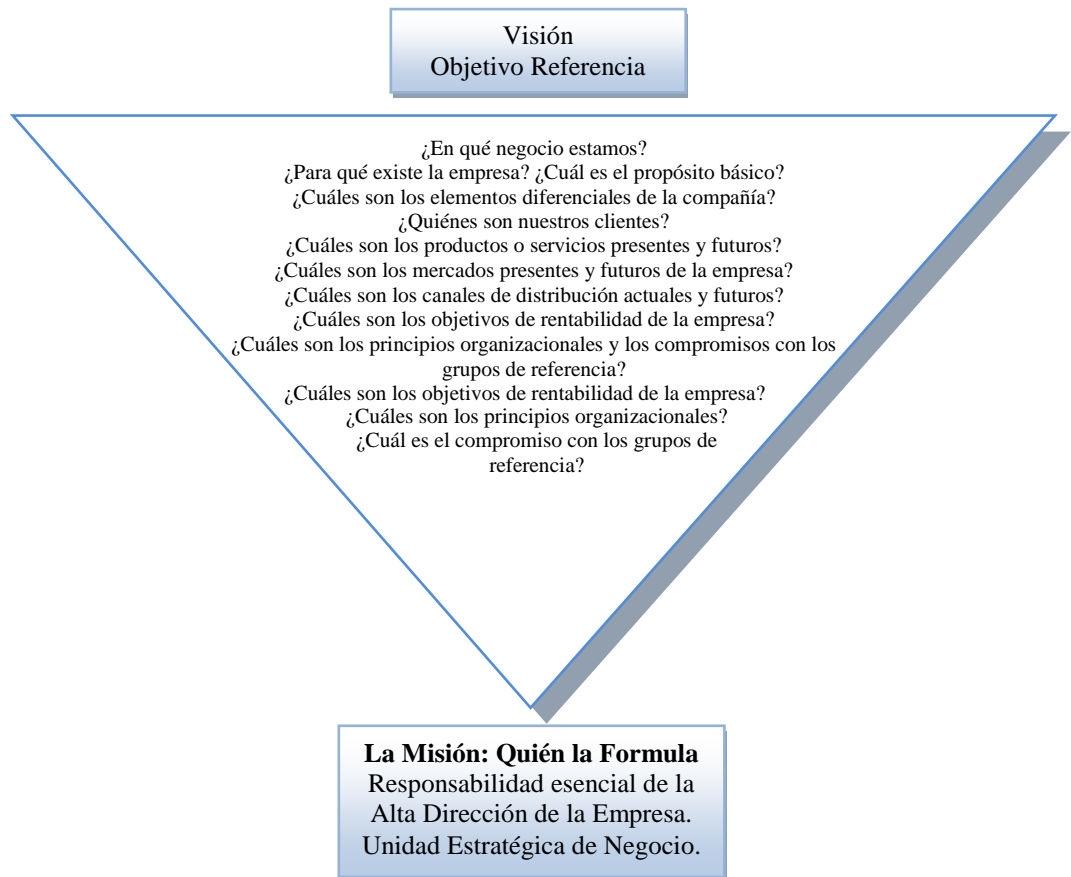 Visión
Objetivo Referencia
¿En qué negocio estamos?
¿Para qué existe la empresa? ¿Cuál es el propósito básico?
¿Cuáles son los elementos diferenciales de la compañía?
¿Quiénes son nuestros clientes?
¿Cuáles son los productos o servicios presentes y futuros?
¿Cuáles son los mercados presentes y futuros de la empresa?
¿Cuáles son los canales de distribución actuales y futuros?
¿Cuáles son los objetivos de rentabilidad de la empresa?
¿Cuáles son los principios organizacionales y los compromisos con los
grupos de referencia?
¿Cuáles son los objetivos de rentabilidad de la empresa?
¿Cuáles son los principios organizacionales?
¿Cuál es el compromiso con los grupos de
referencia?
La Misión: Quién la Formula
Responsabilidad esencial de la
Alta Dirección de la Empresa.
Unidad Estratégica de Negocio.